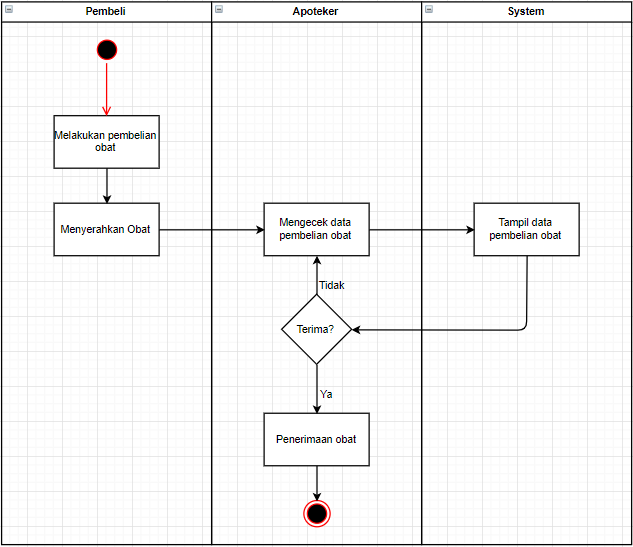 Pembeli
Apoteker
System
Melakukan pembelian
obat
Menyerahkan Obat
Mengecek data
pembelian obat
Tampil data
pembelian obat
Tidak
Terima?
Ya
Penerimaan obat